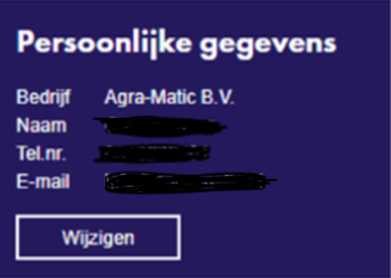 Persoonlijke gegevens
Bedrijf Agra-Matic B.V.
Naam
Tel.nr.
E-mail
Wijzigen